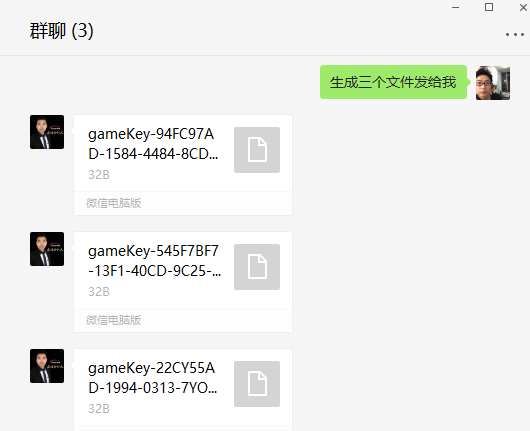 群聊 (3)
生成三个文件发给我
gameKey-94FC97A
D-1584-4484-8CD...
32B
微信电脑版
gameKey-545F7BF7
-13F1-40CD-9C25-...
32B
微信电脑版
gameKey-22CY55A
D-1994-0313-7YO...
32B